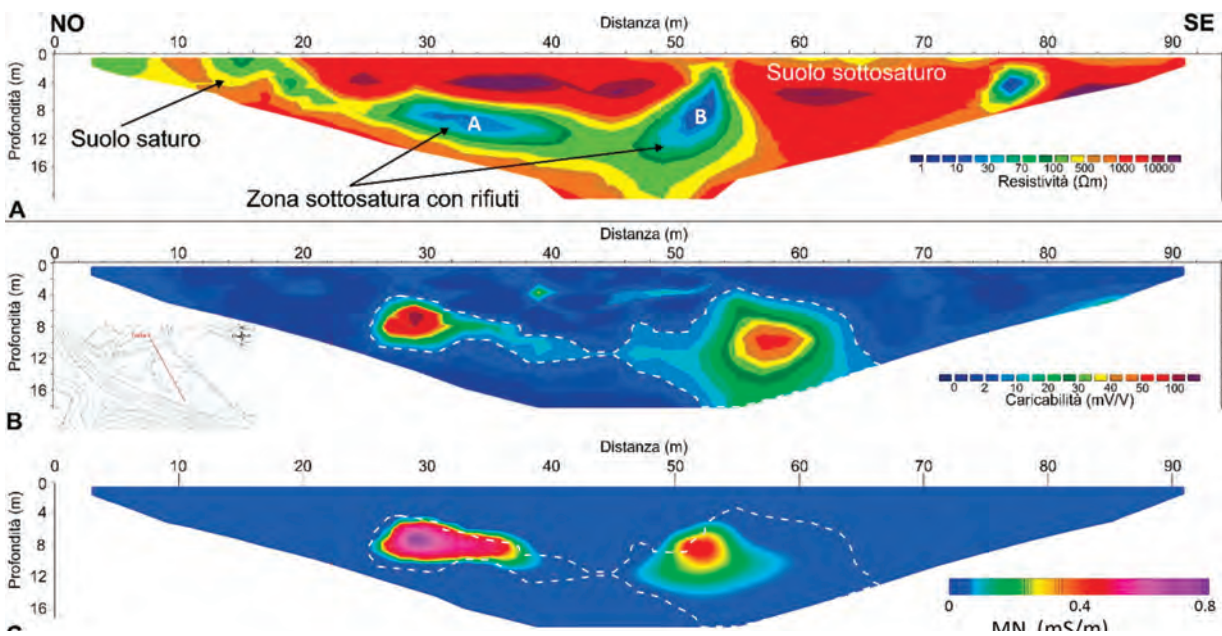 NO
Distanza (m)
SE
0 10 20 30 40 50 60 70 80 90
Profondità (m)
0
4
8
12
16
Suolo sottosaturo
A
B
Suolo saturo
Zona sottosatura con rifiuti
1 10 30 70 100 500 1000 10000
Resistività (Ωm)
A
Distanza (m)
0 10 20 30 40 50 60 70 80 90
Profondità (m)
0
4
8
12
16
0 2 10 20 30 40 50 100
Caricabilità (mV/V)
B
Distanza (m)
0 10 20 30 40 50 60 70 80 90
Profondità (m)
0
4
8
12
16
0 0.4 0.8
MN (mS/m)